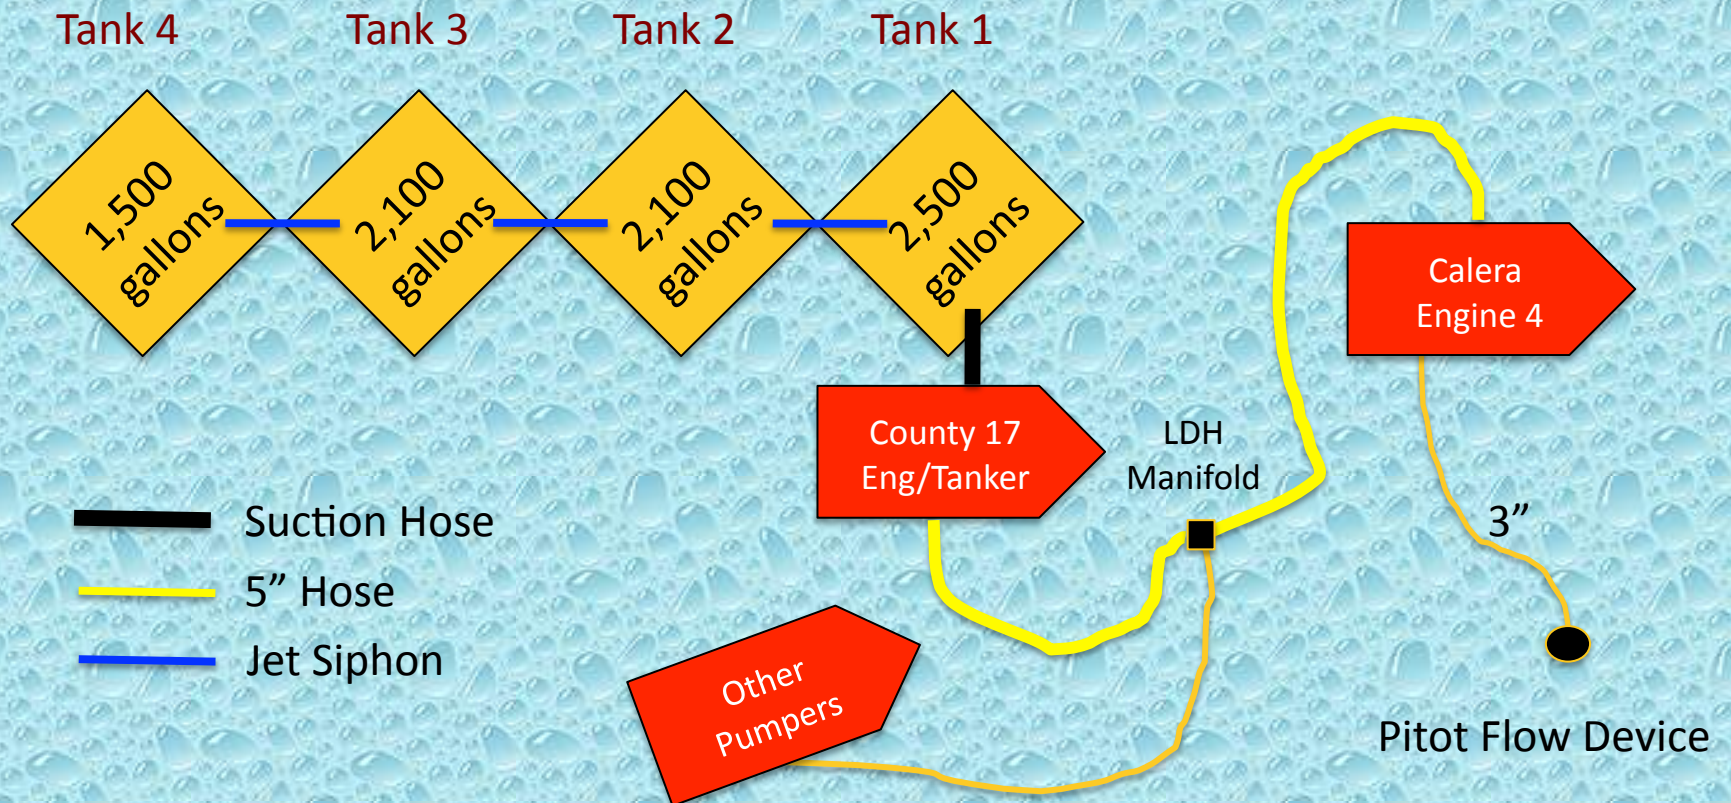 Tank 4
Tank 3
Tank 2
Tank 1
1,500
gallons
2,100
gallons
2,100
gallons
2,500
gallons
Calera
Engine 4
County 17
Eng/Tanker
LDH
Manifold
3”
Suction Hose
5” Hose
Jet Siphon
Other
Pumpers
Pitot Flow Device